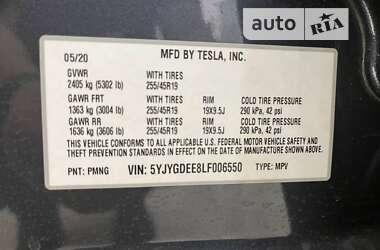 auto RIA
05/20 MFD BY TESLA, INC.
GVWR WITH TIRES
2405 kg (5302 lb) 255/45R19
GAWR FRT WITH TIRES RIM COLD TIRE PRESSURE
1363 kg (3004 lb) 255/45R19 19X9.5J 290 kPa, 42 psi
GAWR RR WITH TIRES RIM COLD TIRE PRESSURE
1636 kg (3606 lb) 255/45R19 19X9.5J 290 kPa, 42 psi
THIS VEHICLE CONFORMS TO ALL APPLICABLE U.S. FEDERAL MOTOR VEHICLE SAFETY
AND THEFT PREVENTION STANDARDS IN EFFECT ON THE DATE OF MANUFACTURE SHOWN ABOVE.
PNT: PMNG VIN: 5YJYGDEE8LF006550 TYPE: MPV